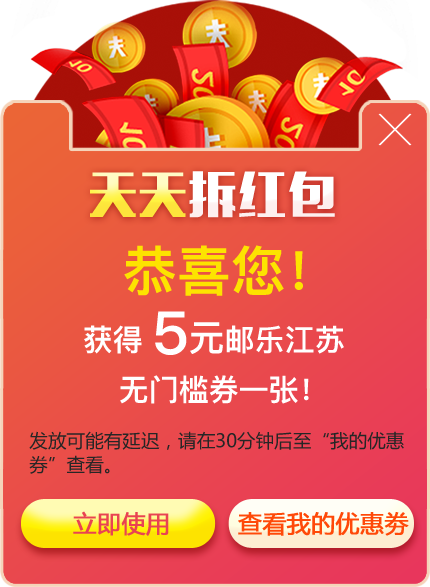 天天拆红包
恭喜您！
获得 5元邮乐江苏
无门槛券一张！
发放可能有延迟，请在30分钟后至“我的优惠
券”查看。
立即使用
查看我的优惠券